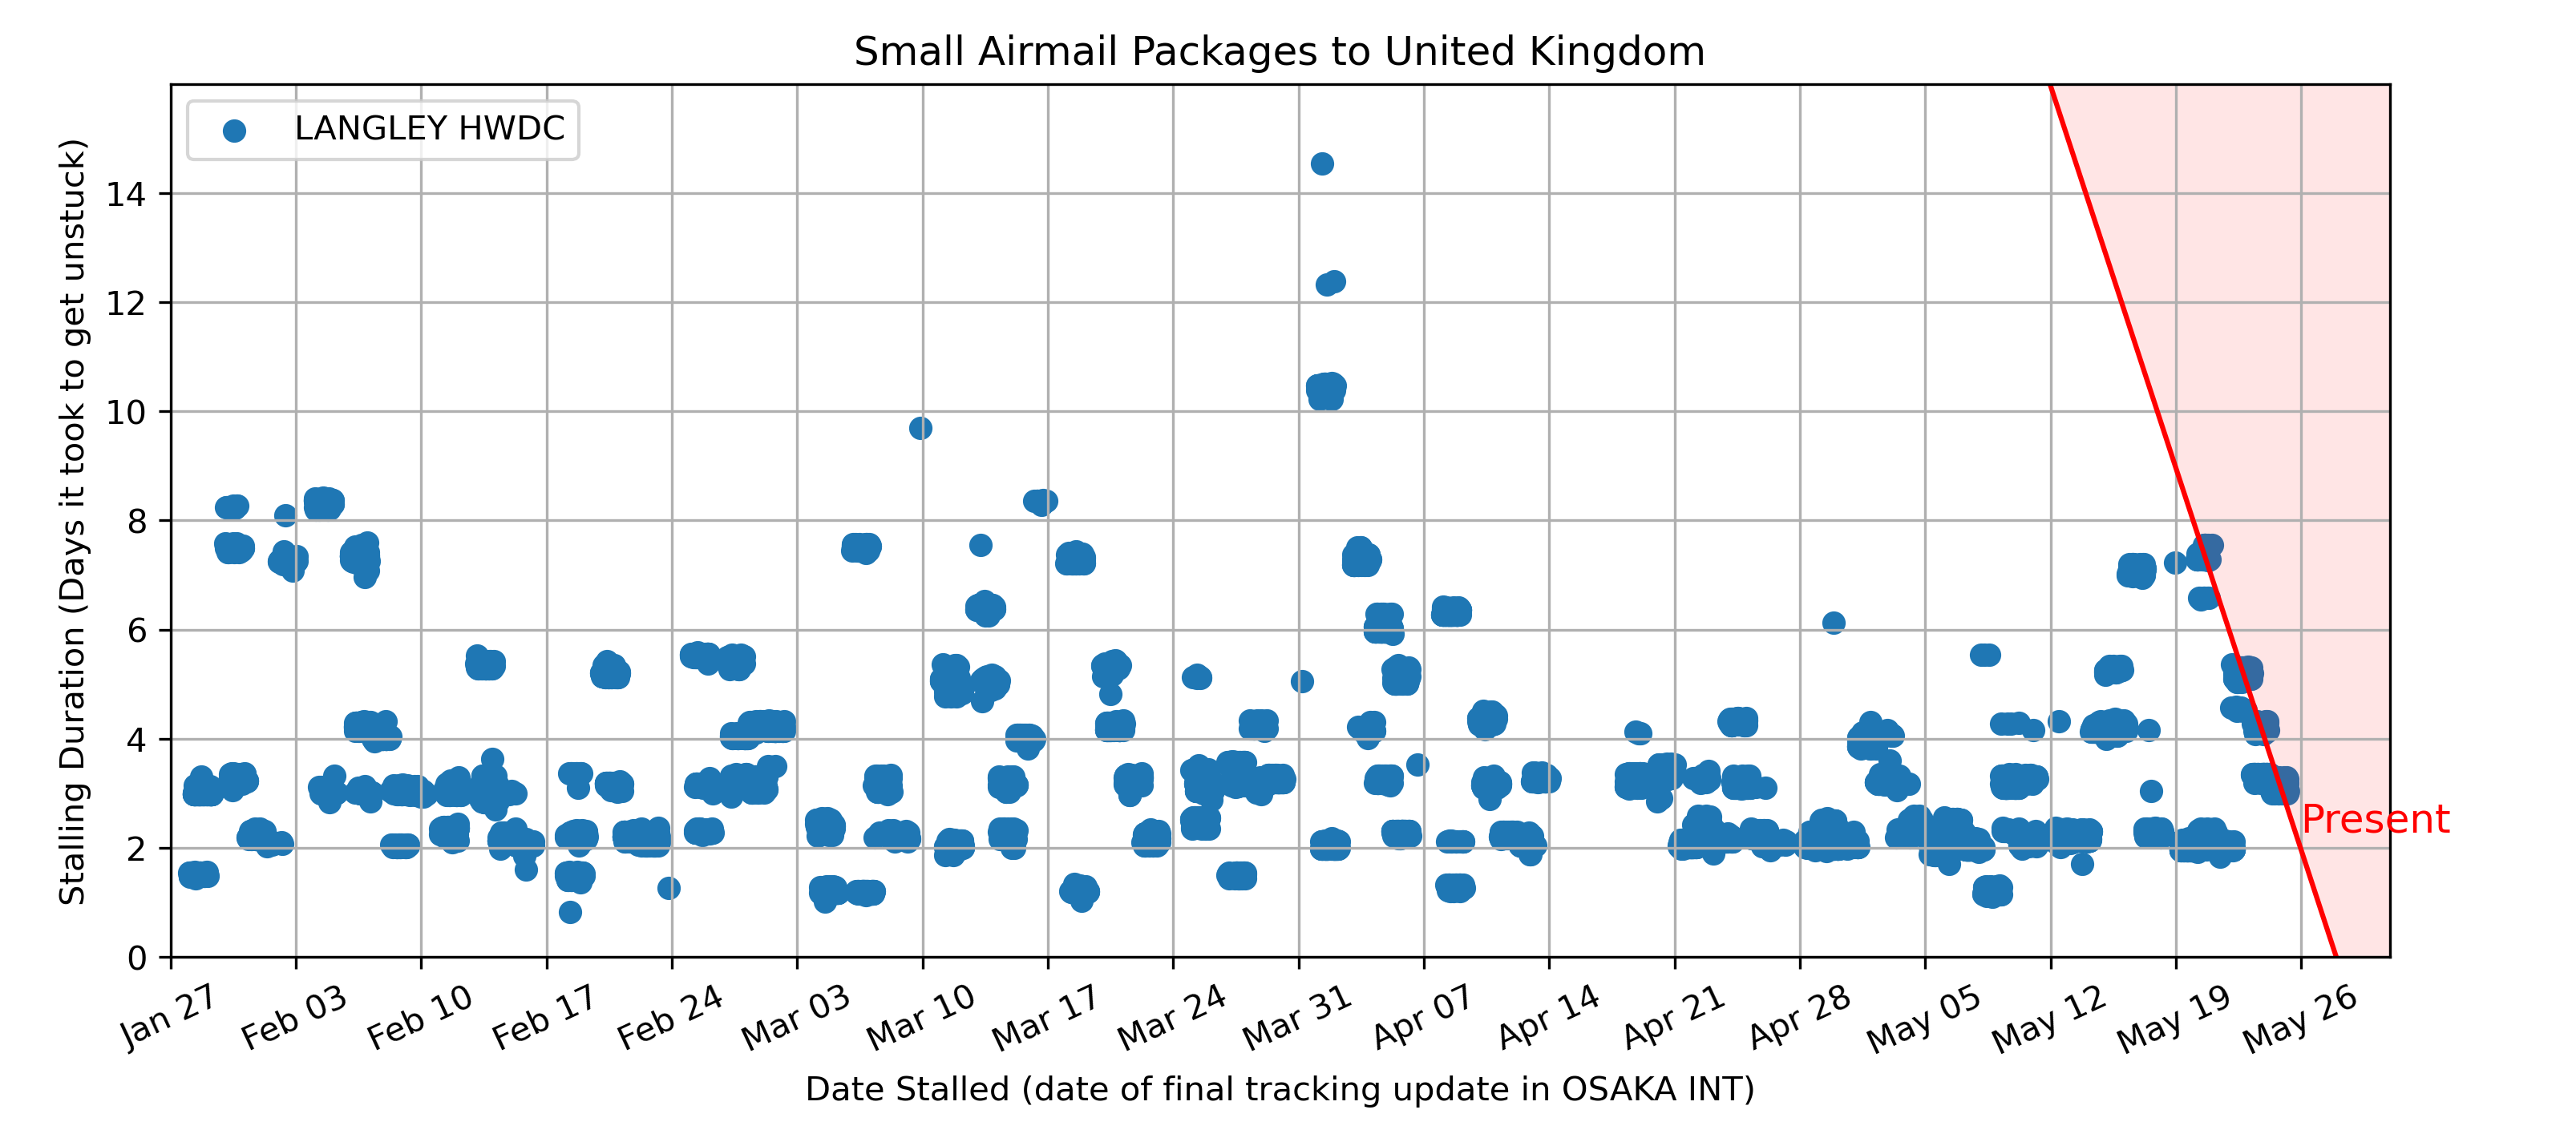 Small Airmail Packages to United Kingdom
LANGLEY HWDC
Stalling Duration (Days it took to get unstuck)
14
12
10
8
6
4
2
0
Present
Jan 27
Feb 03
Feb 10
Feb 17
Feb 24
Mar 03
Mar 10
Mar 17
Mar 24
Mar 31
Apr 07
Apr 14
Apr 21
Apr 28
May 05
May 12
May 19
May 26
Date Stalled (date of final tracking update in OSAKA INT)